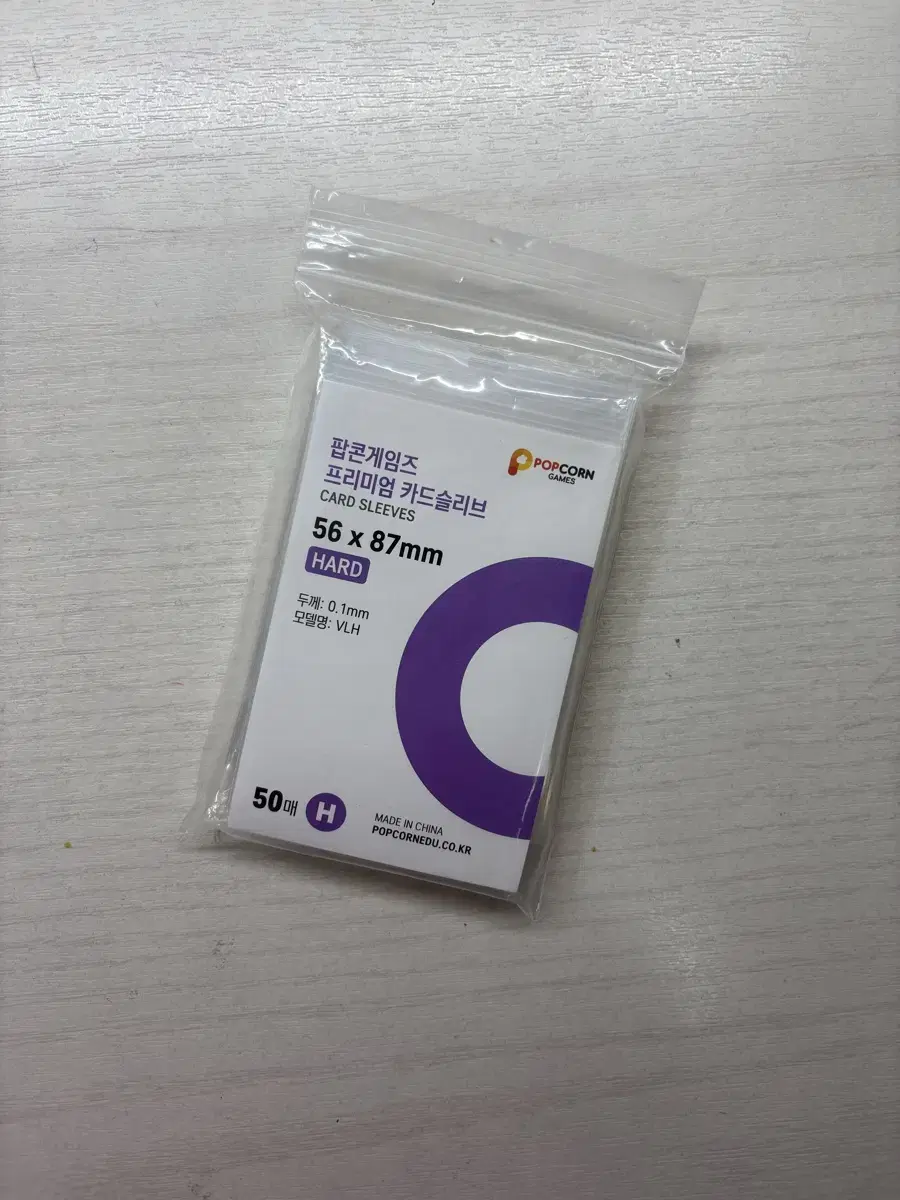 팝콘게임즈
프리미엄 카드슬리브
CARD SLEEVES
56 x 87mm
HARD
두께: 0.1mm
모델명: VLH
POPCORN
GAMES
50매 H
MADE IN CHINA
POPCORNEDU.CO.KR